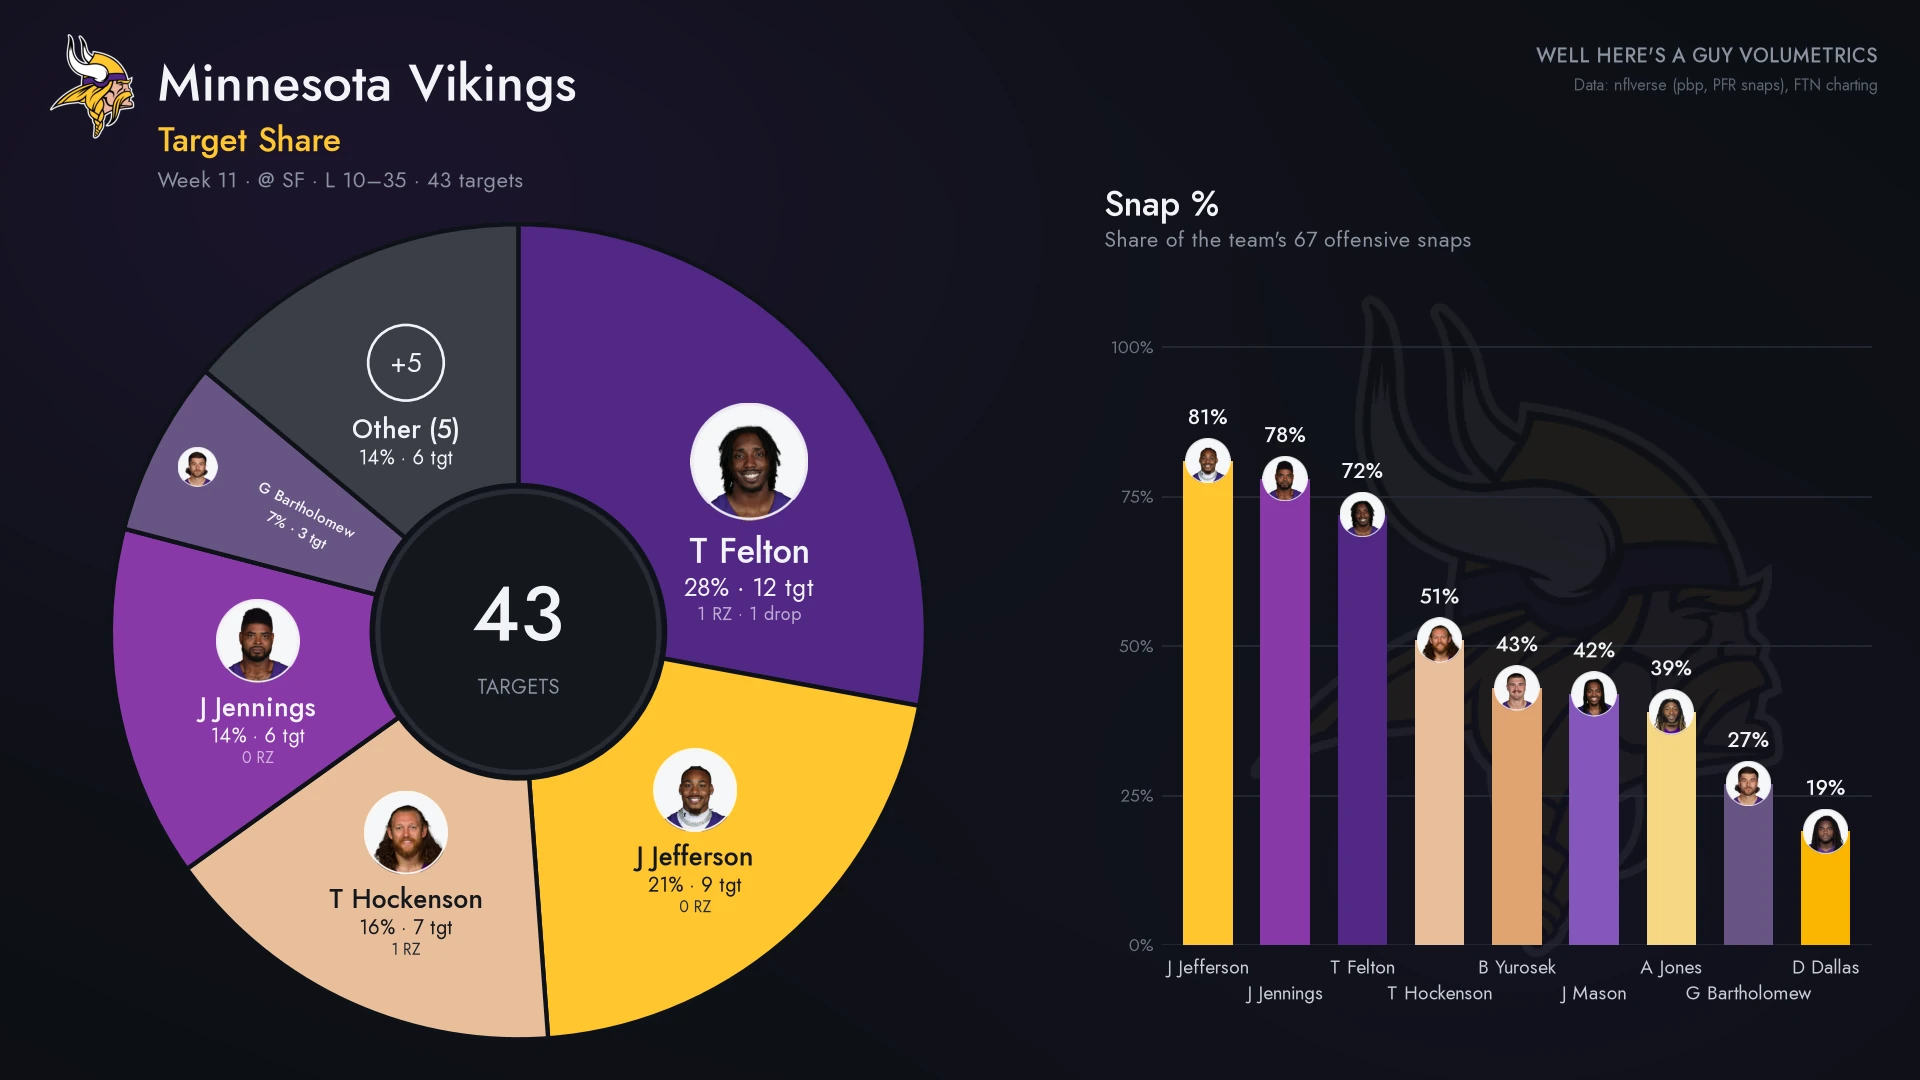 Minnesota Vikings
Target Share
Week 11 · @ SF · L 10–35 · 43 targets
WELL HERE'S A GUY VOLUMETRICS
Data: nflverse (pbp, PFR snaps), FTN charting
+5
Other (5)
14% · 6 tgt
T Felton
28% · 12 tgt
1 RZ · 1 drop
G Bartholomew
7% · 3 tgt
43
TARGETS
J Jennings
14% · 6 tgt
0 RZ
J Jefferson
21% · 9 tgt
0 RZ
T Hockenson
16% · 7 tgt
1 RZ
Snap %
Share of the team's 67 offensive snaps
100%
75%
50%
25%
0%
81%
78%
72%
51%
43%
42%
39%
27%
19%
J Jefferson
J Jennings
T Felton
T Hockenson
B Yurosek
J Mason
A Jones
G Bartholomew
D Dallas